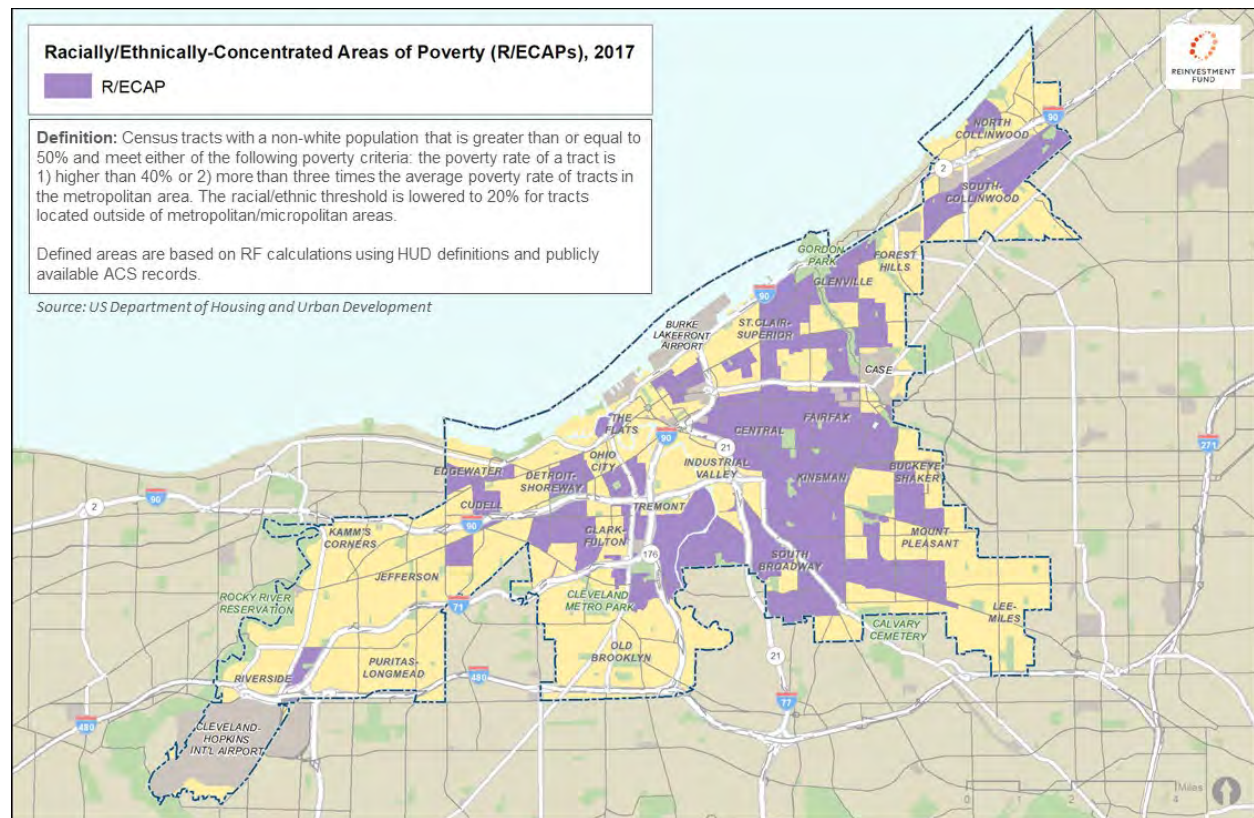 Racially/Ethnically-Concentrated Areas of Poverty (R/ECAPs), 2017
R/ECAP
Definition: Census tracts with a non-white population that is greater than or equal to
50% and meet either of the following poverty criteria: the poverty rate of a tract is
1) higher than 40% or 2) more than three times the average poverty rate of tracts in
the metropolitan area. The racial/ethnic threshold is lowered to 20% for tracts
located outside of metropolitan/micropolitan areas.
Defined areas are based on RF calculations using HUD definitions and publicly
available ACS records.
Source: US Department of Housing and Urban Development
REINVESTMENT
FUND
90
NORTH
COLLINWOOD
2
SOUTH-
COLLINWOOD
GORDON
PARK
FOREST
HILLS
GLENVILLE
90
BURKE
LAKEFRONT
AIRPORT
ST.CLAIR-
SUPERIOR
CASE
THE
FLATS
FAIRFAX
CENTRAL
90
21
271
OHIO
CITY
INDUSTRIAL
VALLEY
EDGEWATER
DETROIT-
SHOREWAY
BUCKEYE
SHAKER
KINSMAN
CUDELL
90
2
TREMONT
90
KAMM'S
CORNERS
CLARK-
FULTON
MOUNT
PLEASANT
176
SOUTH
BROADWAY
JEFFERSON
ROCKY RIVER
RESERVATION
71
CLEVELAND
METRO PARK
LEE-
MILES
CALVARY
CEMETERY
OLD
BROOKLYN
21
PURITAS-
LONGMEAD
RIVERSIDE
480
77
480
CLEVELAND-
HOPKINS
INT'L AIRPORT
Miles
0 1 2 4